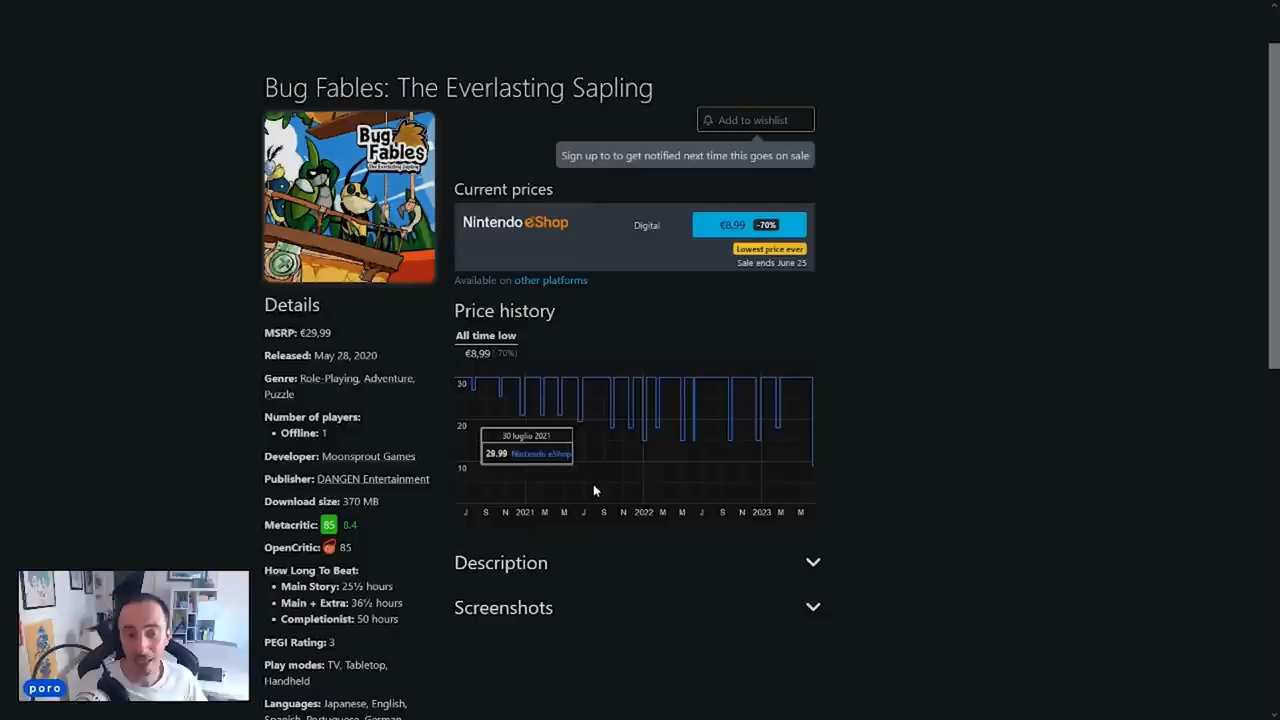 Bug Fables: The Everlasting Sapling
Bug
Fables
The Everlasting Sapling
Add to wishlist
Sign up to to get notified next time this goes on sale
Current prices
Nintendo eShop
Digital
€8,99 -70%
Lowest price ever
Sale ends June 25
Available on other platforms
Details
MSRP: €29,99
Released: May 28, 2020
Genre: Role-Playing, Adventure,
Puzzle
Number of players:
• Offline: 1
Developer: Moonsprout Games
Publisher: DANGEN Entertainment
Download size: 370 MB
Metacritic: 85 8.4
OpenCritic: 85
How Long To Beat:
• Main Story: 25½ hours
• Main + Extra: 36½ hours
• Completionist: 50 hours
PEGI Rating: 3
Play modes: TV, Tabletop,
Handheld
Languages: Japanese, English,
Spanish, Portuguese, German,
Price history
All time low
€8,99 (-70%)
30
20
10
30 luglio 2021
29.99 Nintendo eShop
J S N 2021 M M J S N 2022 M M J S N 2023 M M
Description
Screenshots
poro